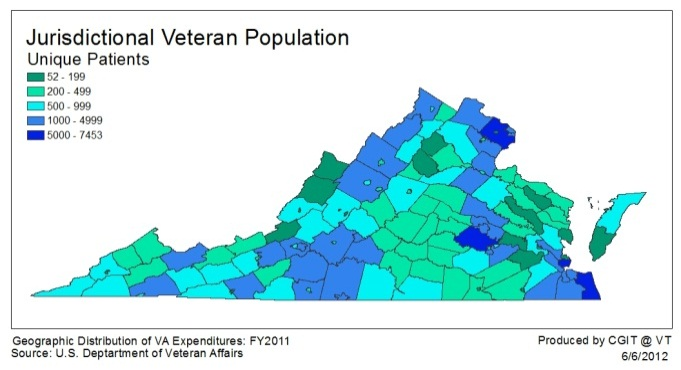 Jurisdictional Veteran Population
Unique Patients
52 - 199
200 - 499
500 - 999
1000 - 4999
5000 - 7453
Geographic Distribution of VA Expenditures: FY2011
Produced by CGIT @ VT
Source: U.S. Deptartment of Veteran Affairs
6/6/2012